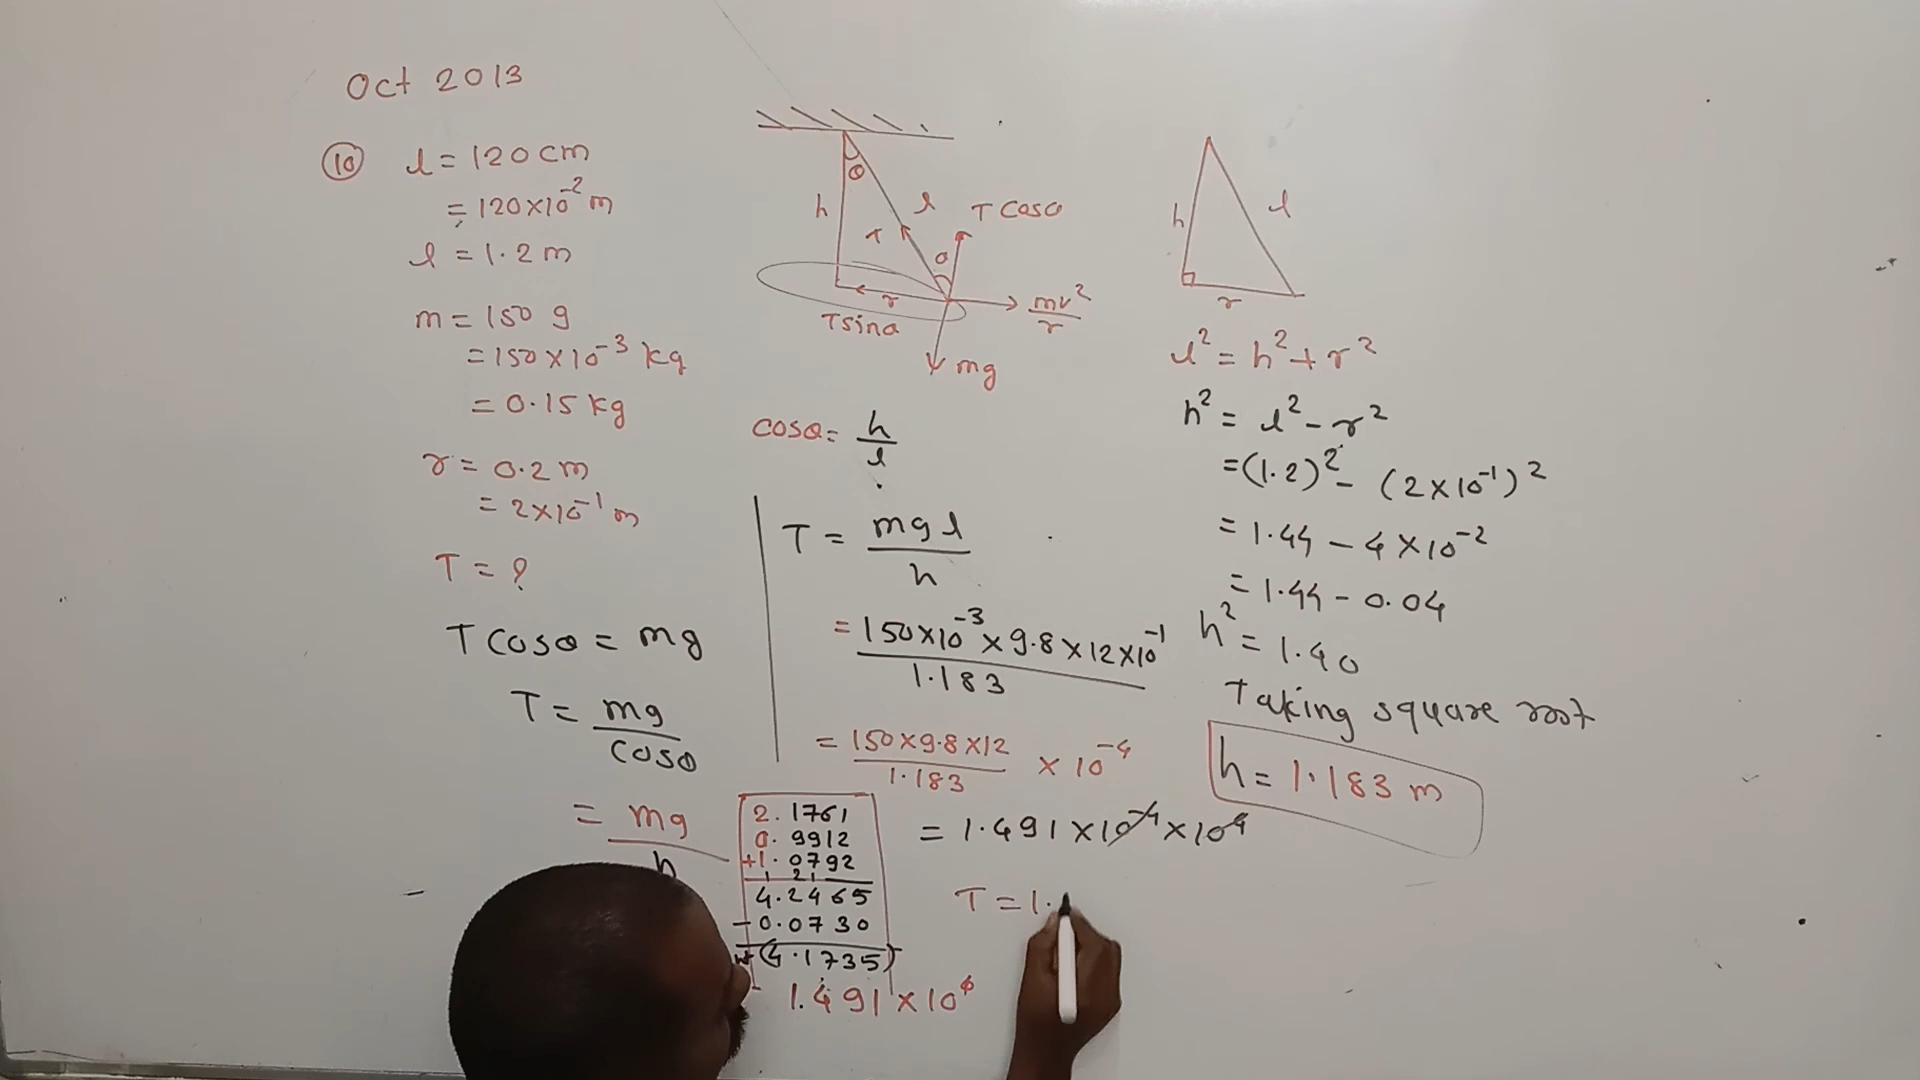 Oct 2013
10 l = 120 cm
= 120×10⁻² m
l = 1.2 m
m = 150 g
= 150×10⁻³ kg
= 0.15 kg
r = 0.2 m
= 2×10⁻¹ m
T = ?
T cosθ = mg
T = mg/cosθ
= mg/h
θ
h
l
T
T cosθ
θ
r
T sinθ
mv²/r
mg
cosθ = h/l
T = mgl/h
= 150×10⁻³×9.8×12×10⁻¹/1.183
= 150×9.8×12/1.183 × 10⁻⁴
2.1761
0.9912
+1.0792
1 21
4.2465
-0.0730
(4.1735)
1.491×10⁴
= 1.491×10⁻⁴×10⁴
T = 1.
h
l
r
l² = h²+r²
h² = l²-r²
=(1.2)²-(2×10⁻¹)²
= 1.44-4×10⁻²
= 1.44-0.04
h² = 1.40
Taking square root
h = 1.183 m